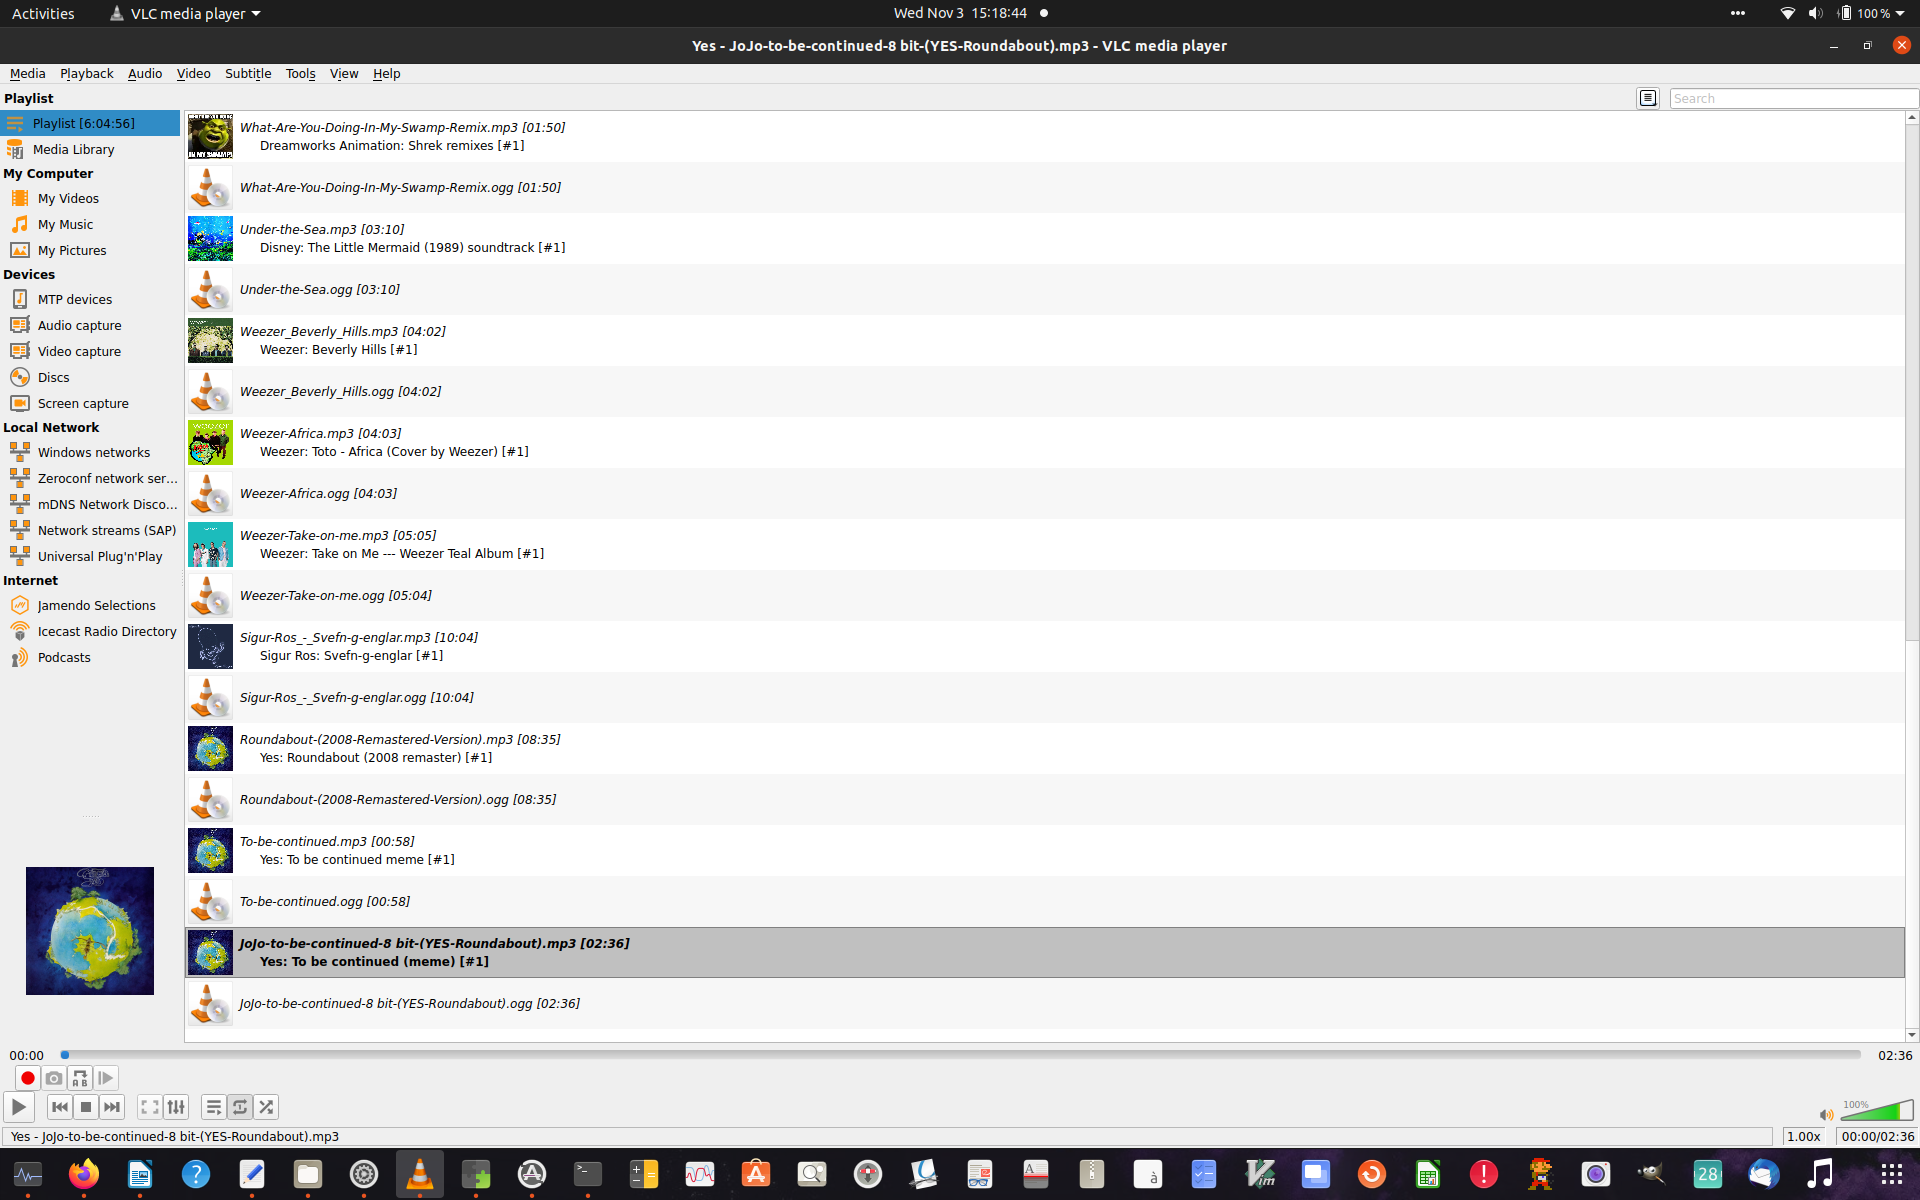 Activities
VLC media player
Wed Nov 3 15:18:44
100 %
Yes - JoJo-to-be-continued-8 bit-(YES-Roundabout).mp3 - VLC media player
Media Playback Audio Video Subtitle Tools View Help
Playlist
Search
Playlist [6:04:56]
Media Library
My Computer
My Videos
My Music
My Pictures
Devices
MTP devices
Audio capture
Video capture
Discs
Screen capture
Local Network
Windows networks
Zeroconf network ser...
mDNS Network Disco...
Network streams (SAP)
Universal Plug'n'Play
Internet
Jamendo Selections
Icecast Radio Directory
Podcasts
What-Are-You-Doing-In-My-Swamp-Remix.mp3 [01:50]
Dreamworks Animation: Shrek remixes [#1]
What-Are-You-Doing-In-My-Swamp-Remix.ogg [01:50]
Under-the-Sea.mp3 [03:10]
Disney: The Little Mermaid (1989) soundtrack [#1]
Under-the-Sea.ogg [03:10]
Weezer_Beverly_Hills.mp3 [04:02]
Weezer: Beverly Hills [#1]
Weezer_Beverly_Hills.ogg [04:02]
Weezer-Africa.mp3 [04:03]
Weezer: Toto - Africa (Cover by Weezer) [#1]
Weezer-Africa.ogg [04:03]
Weezer-Take-on-me.mp3 [05:05]
Weezer: Take on Me --- Weezer Teal Album [#1]
Weezer-Take-on-me.ogg [05:04]
Sigur-Ros_-_Svefn-g-englar.mp3 [10:04]
Sigur Ros: Svefn-g-englar [#1]
Sigur-Ros_-_Svefn-g-englar.ogg [10:04]
Roundabout-(2008-Remastered-Version).mp3 [08:35]
Yes: Roundabout (2008 remaster) [#1]
Roundabout-(2008-Remastered-Version).ogg [08:35]
To-be-continued.mp3 [00:58]
Yes: To be continued meme [#1]
To-be-continued.ogg [00:58]
JoJo-to-be-continued-8 bit-(YES-Roundabout).mp3 [02:36]
Yes: To be continued (meme) [#1]
JoJo-to-be-continued-8 bit-(YES-Roundabout).ogg [02:36]
00:00
02:36
A B
100%
Yes - JoJo-to-be-continued-8 bit-(YES-Roundabout).mp3
1.00x
00:00/02:36
28